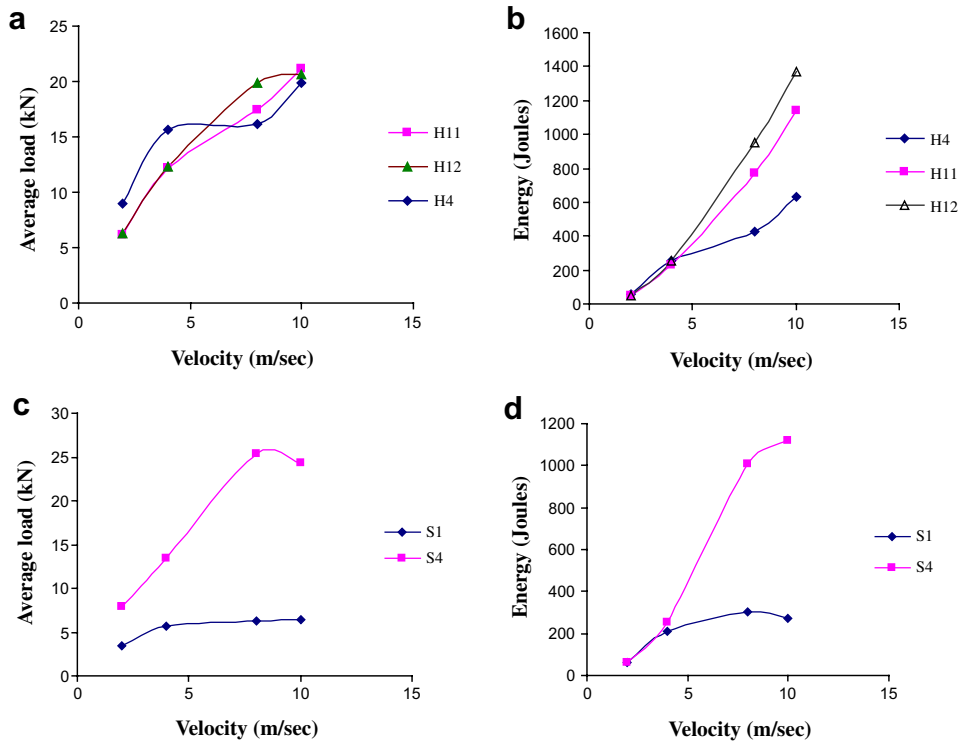 a
25
20
15
10
5
0
0 5 10 15
Average load (kN)
Velocity (m/sec)
H11
H12
H4
b
1600
1400
1200
1000
800
600
400
200
0
0 5 10 15
Energy (Joules)
Velocity (m/sec)
H4
H11
H12
c
30
25
20
15
10
5
0
0 5 10 15
Average load (kN)
Velocity (m/sec)
S1
S4
d
1200
1000
800
600
400
200
0
0 5 10 15
Energy (Joules)
Velocity (m/sec)
S1
S4